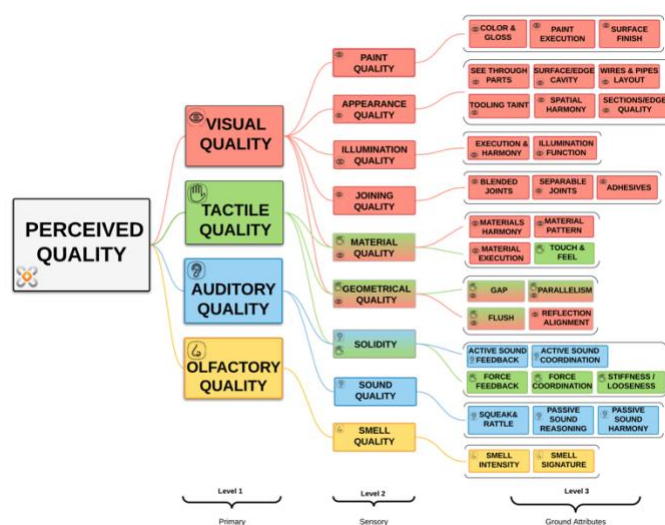 COLOR &
GLOSS
PAINT
EXECUTION
SURFACE
FINISH
PAINT
QUALITY
SEE THROUGH
PARTS
SURFACE/EDGE
CAVITY
WIRES & PIPES
LAYOUT
TOOLING TAINT
SPATIAL
HARMONY
SECTIONS/EDGE
QUALITY
APPEARANCE
QUALITY
VISUAL
QUALITY
ILLUMINATION
QUALITY
EXECUTION &
HARMONY
ILLUMINATION
FUNCTION
JOINING
QUALITY
BLENDED
JOINTS
SEPARABLE
JOINTS
ADHESIVES
PERCEIVED
QUALITY
TACTILE
QUALITY
MATERIAL
QUALITY
MATERIALS
HARMONY
MATERIAL
PATTERN
MATERIAL
EXECUTION
TOUCH &
FEEL
AUDITORY
QUALITY
GEOMETRICAL
QUALITY
GAP
PARALLELISM
FLUSH
REFLECTION
ALIGNMENT
SOLIDITY
ACTIVE SOUND
FEEDBACK
ACTIVE SOUND
COORDINATION
FORCE
FEEDBACK
FORCE
COORDINATION
STIFFNESS /
LOOSENESS
OLFACTORY
QUALITY
SOUND
QUALITY
SQUEAK&
RATTLE
PASSIVE
SOUND
REASONING
PASSIVE
SOUND
HARMONY
SMELL
QUALITY
SMELL
INTENSITY
SMELL
SIGNATURE
Level 1
Level 2
Level 3
Primary
Sensory
Ground Attributes